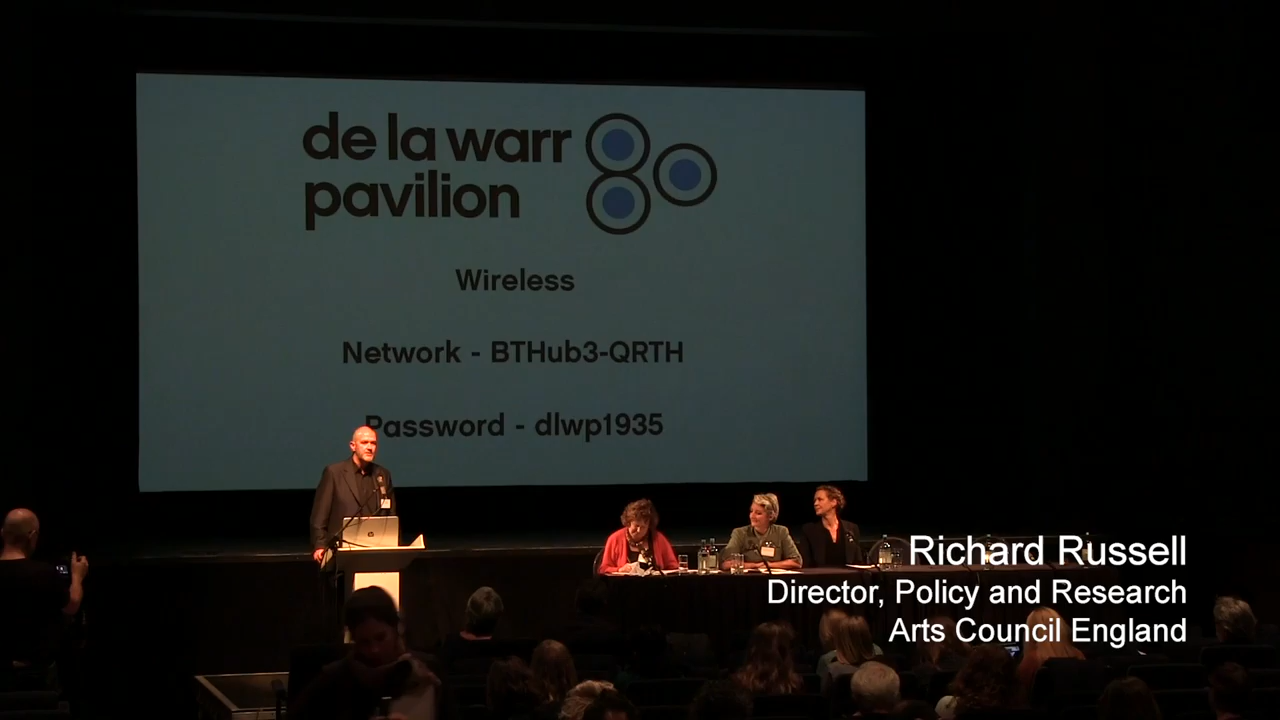 de la warr
pavilion
Wireless
Network - BTHub3-QRTH
Password - dlwp1935
Richard Russell
Director, Policy and Research
Arts Council England